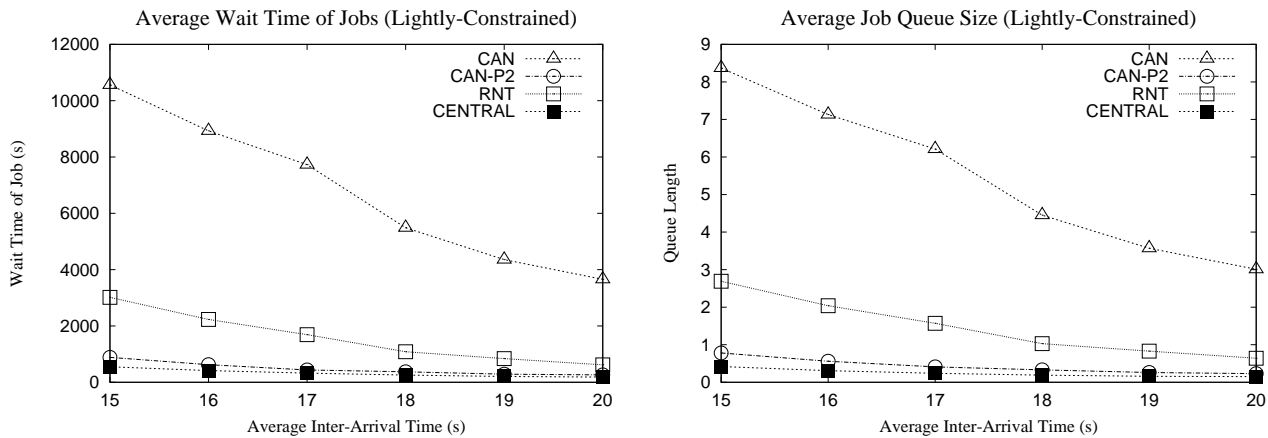 Average Wait Time of Jobs (Lightly-Constrained)
12000
10000
8000
6000
4000
2000
0
Wait Time of Job (s)
CAN
CAN-P2
RNT
CENTRAL
15 16 17 18 19 20
Average Inter-Arrival Time (s)
Average Job Queue Size (Lightly-Constrained)
9
8
7
6
5
4
3
2
1
0
Queue Length
CAN
CAN-P2
RNT
CENTRAL
15 16 17 18 19 20
Average Inter-Arrival Time (s)